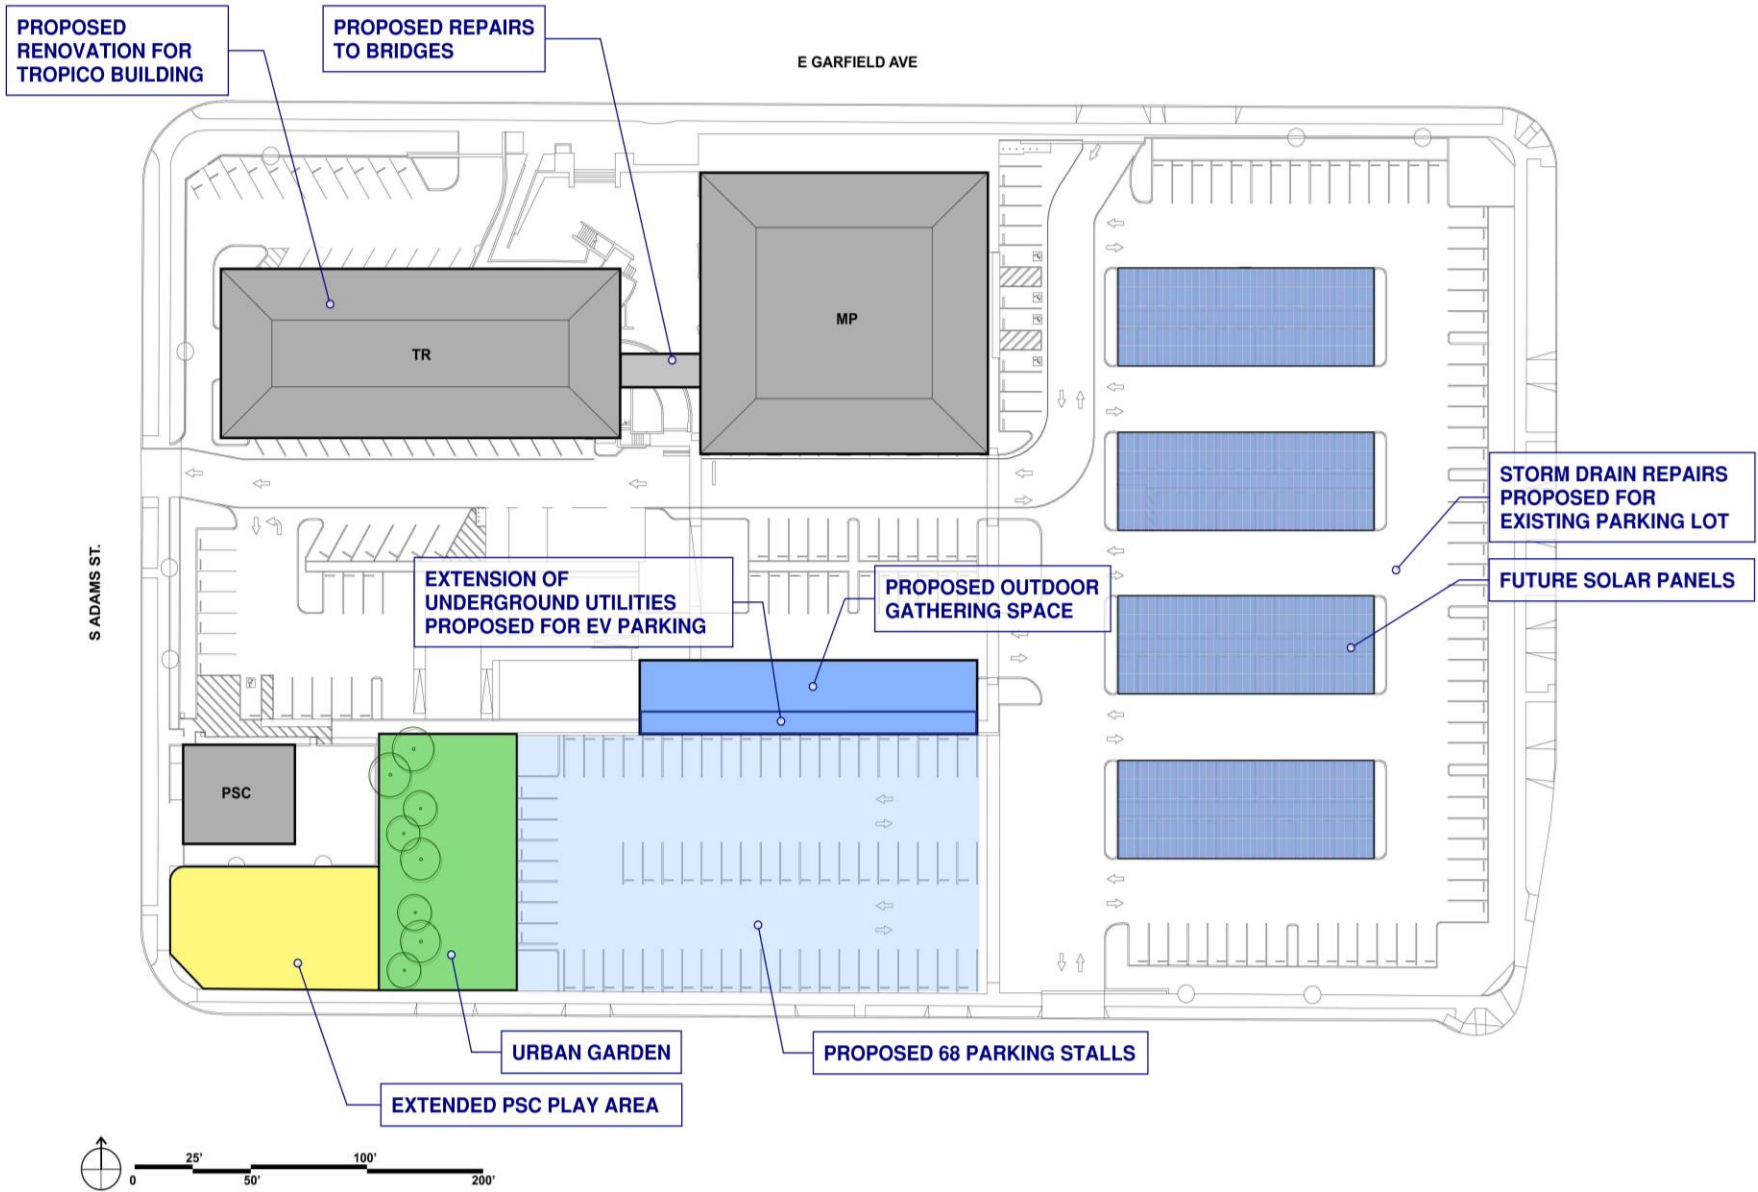 PROPOSED
RENOVATION FOR
TROPICO BUILDING
PROPOSED REPAIRS
TO BRIDGES
E GARFIELD AVE
TR
MP
S ADAMS ST.
STORM DRAIN REPAIRS
PROPOSED FOR
EXISTING PARKING LOT
FUTURE SOLAR PANELS
EXTENSION OF
UNDERGROUND UTILITIES
PROPOSED FOR EV PARKING
PROPOSED OUTDOOR
GATHERING SPACE
PSC
URBAN GARDEN
PROPOSED 68 PARKING STALLS
EXTENDED PSC PLAY AREA
0
25'
50'
100'
200'